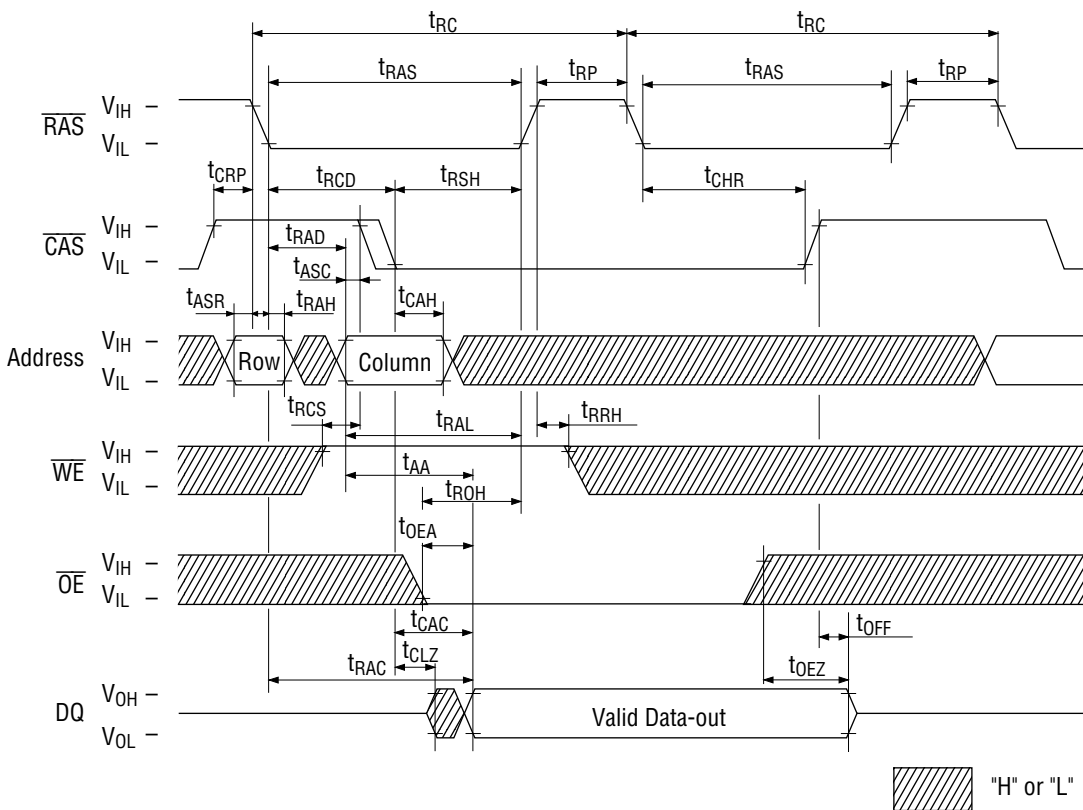 tRC tRC
tRAS tRP tRAS tRP
RAS VIH –
VIL –
tCRP tRCD tRSH tCHR
CAS VIH –
VIL –
tRAD
tASC
tASR tRAH tCAH
Address VIH –
VIL –
Row Column
tRCS tRAL tRRH
WE VIH –
VIL –
tAA
tROH
tOEA
OE VIH –
VIL –
tCAC tOFF
tCLZ
tRAC tOEZ
DQ VOH –
VOL –
Valid Data-out
"H" or "L"